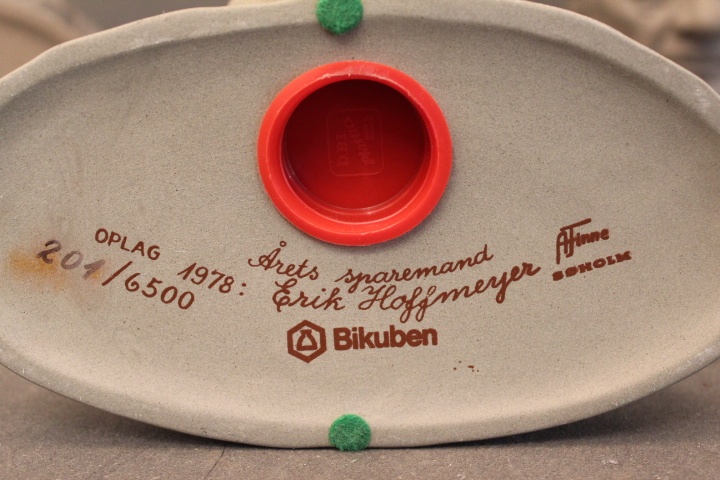 OPLAG 1978: Årets sparemand
201/6500 Erik Hoffmeyer
AFinne
SØHOLM
Bikuben